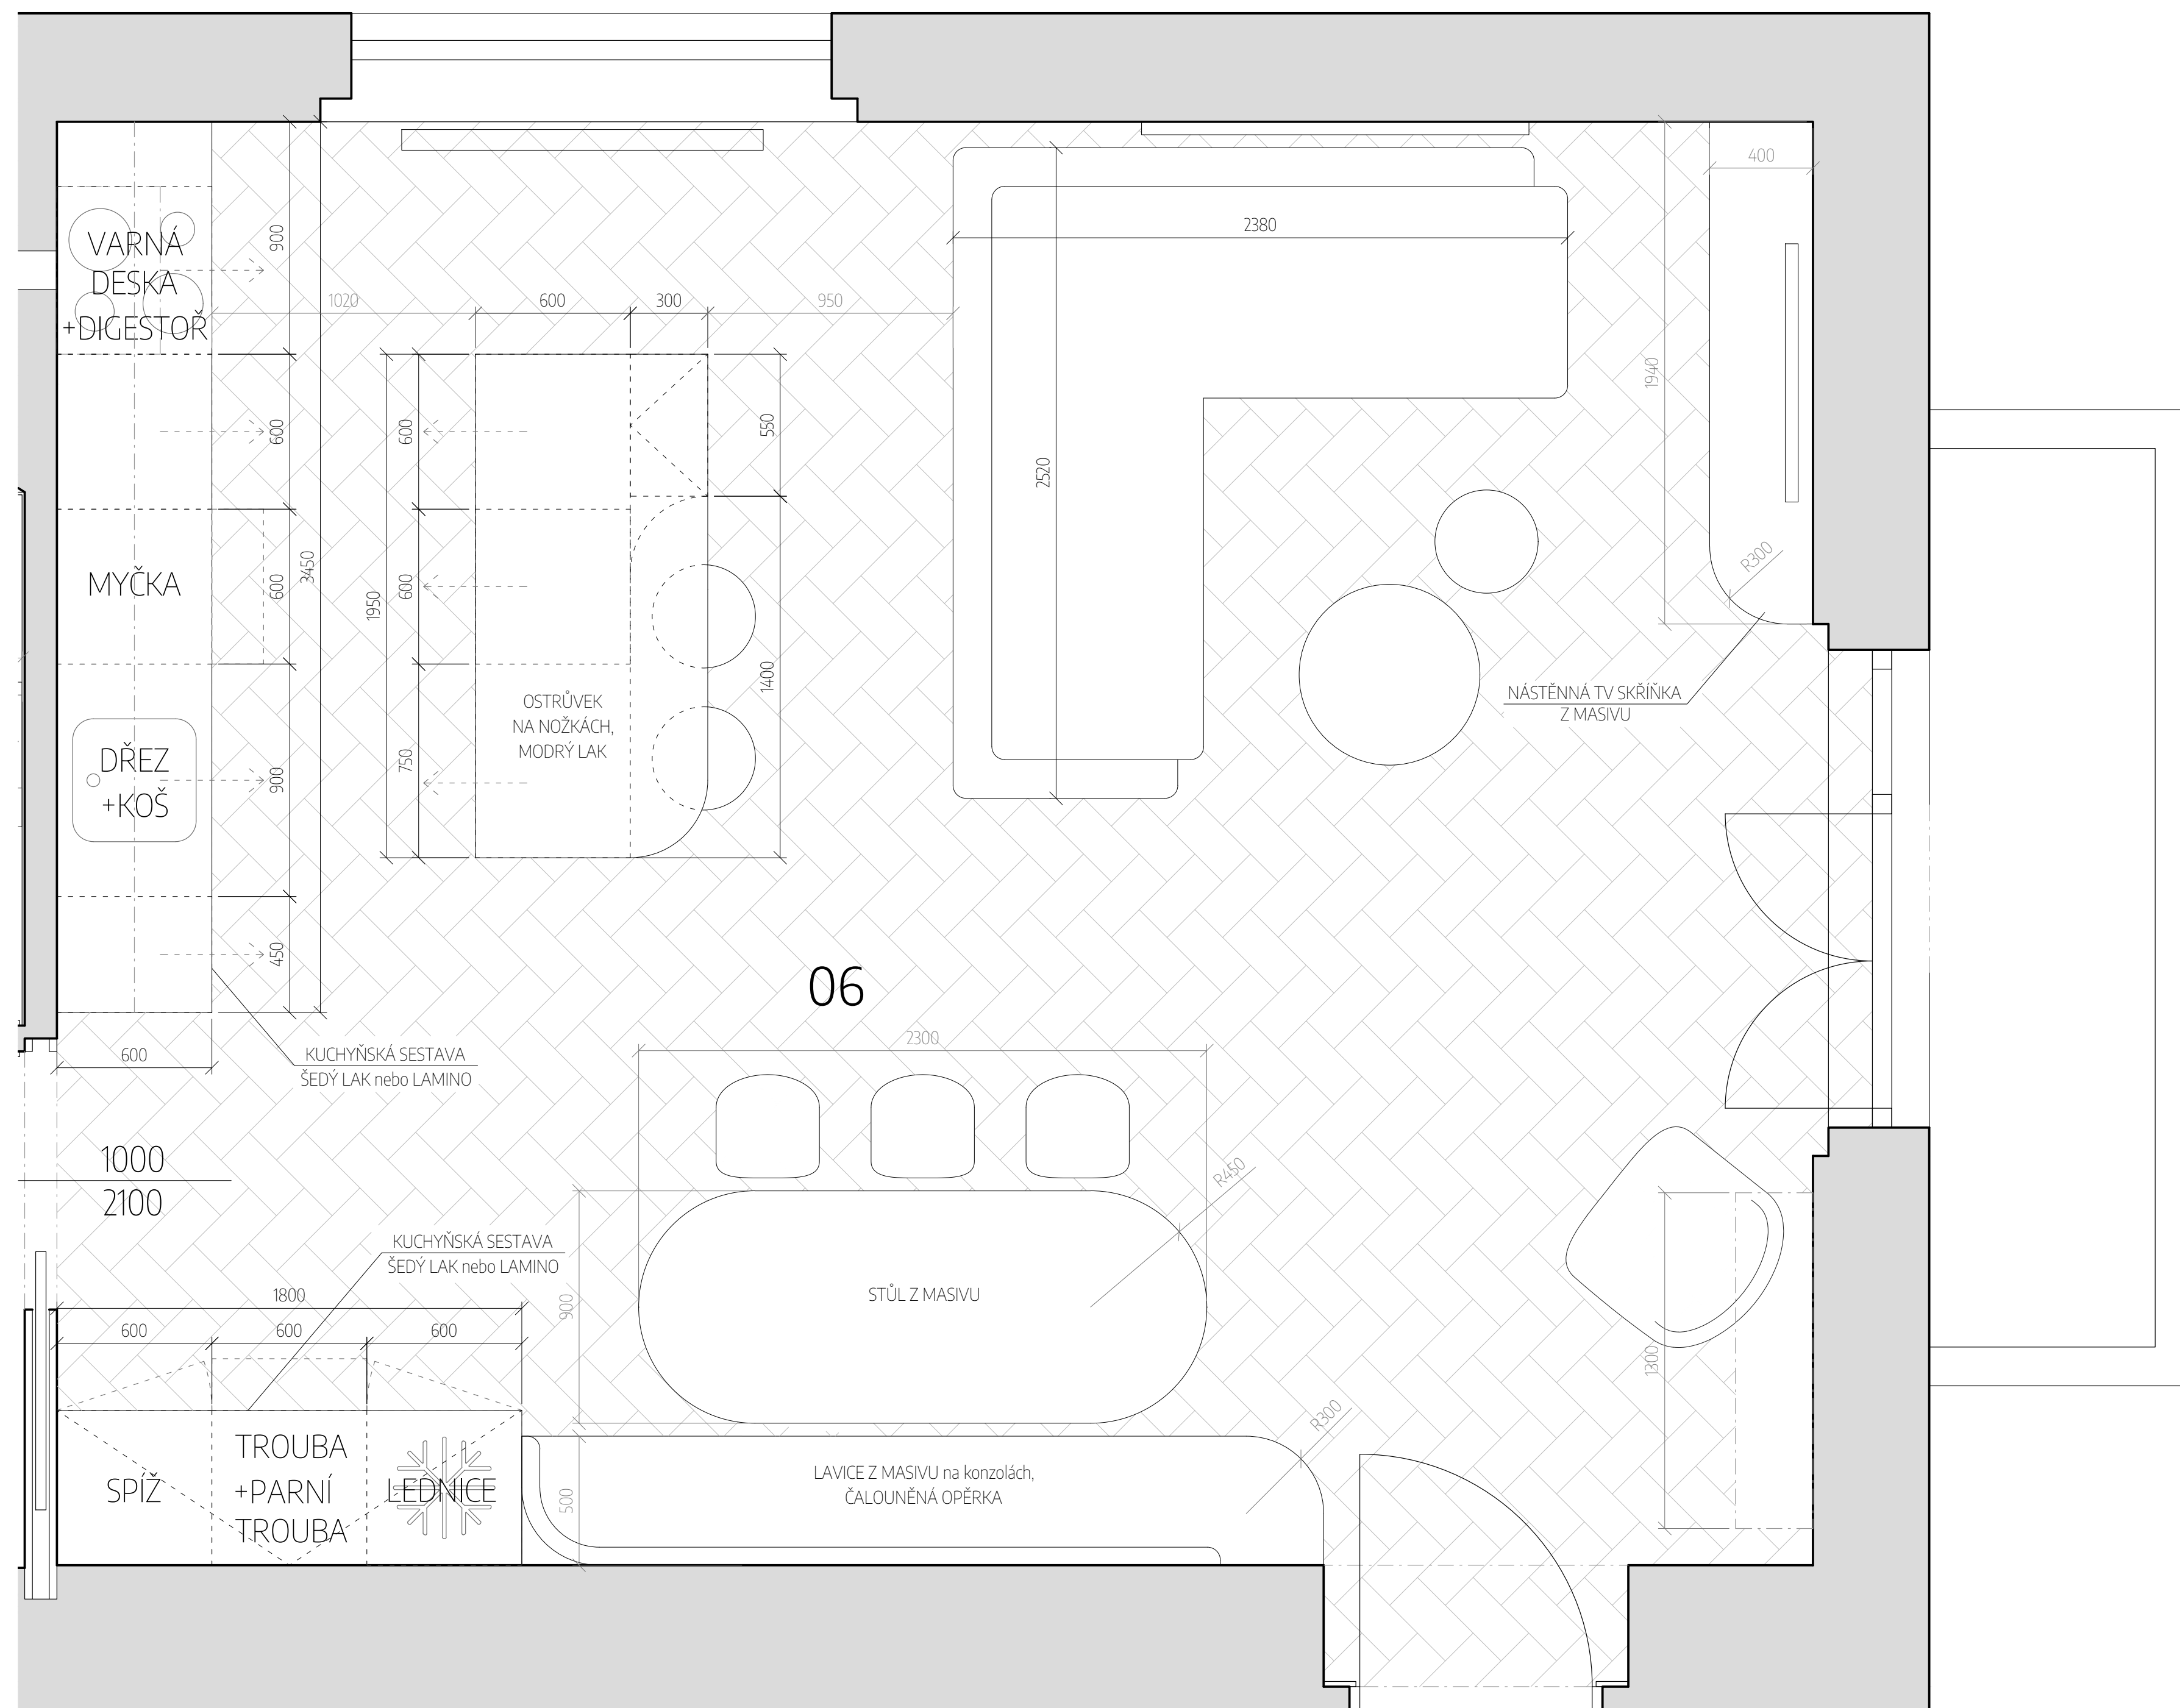 400
2380
900
VARNÁ
DESKA
+DIGESTOŘ
1020
600
300
950
1940
600
600
550
2520
MYČKA
600
3450
1950
600
1400
R300
OSTRŮVEK
NA NOŽKÁCH,
MODRÝ LAK
NÁSTĚNNÁ TV SKŘÍŇKA
Z MASIVU
DŘEZ
+KOŠ
900
750
450
06
2300
600
KUCHYŇSKÁ SESTAVA
ŠEDÝ LAK nebo LAMINO
1000
2100
R450
KUCHYŇSKÁ SESTAVA
ŠEDÝ LAK nebo LAMINO
1800
600
600
600
900
STŮL Z MASIVU
1300
R300
SPÍŽ
TROUBA
+PARNÍ
TROUBA
LEDNICE
500
LAVICE Z MASIVU na konzolách,
ČALOUNĚNÁ OPĚRKA